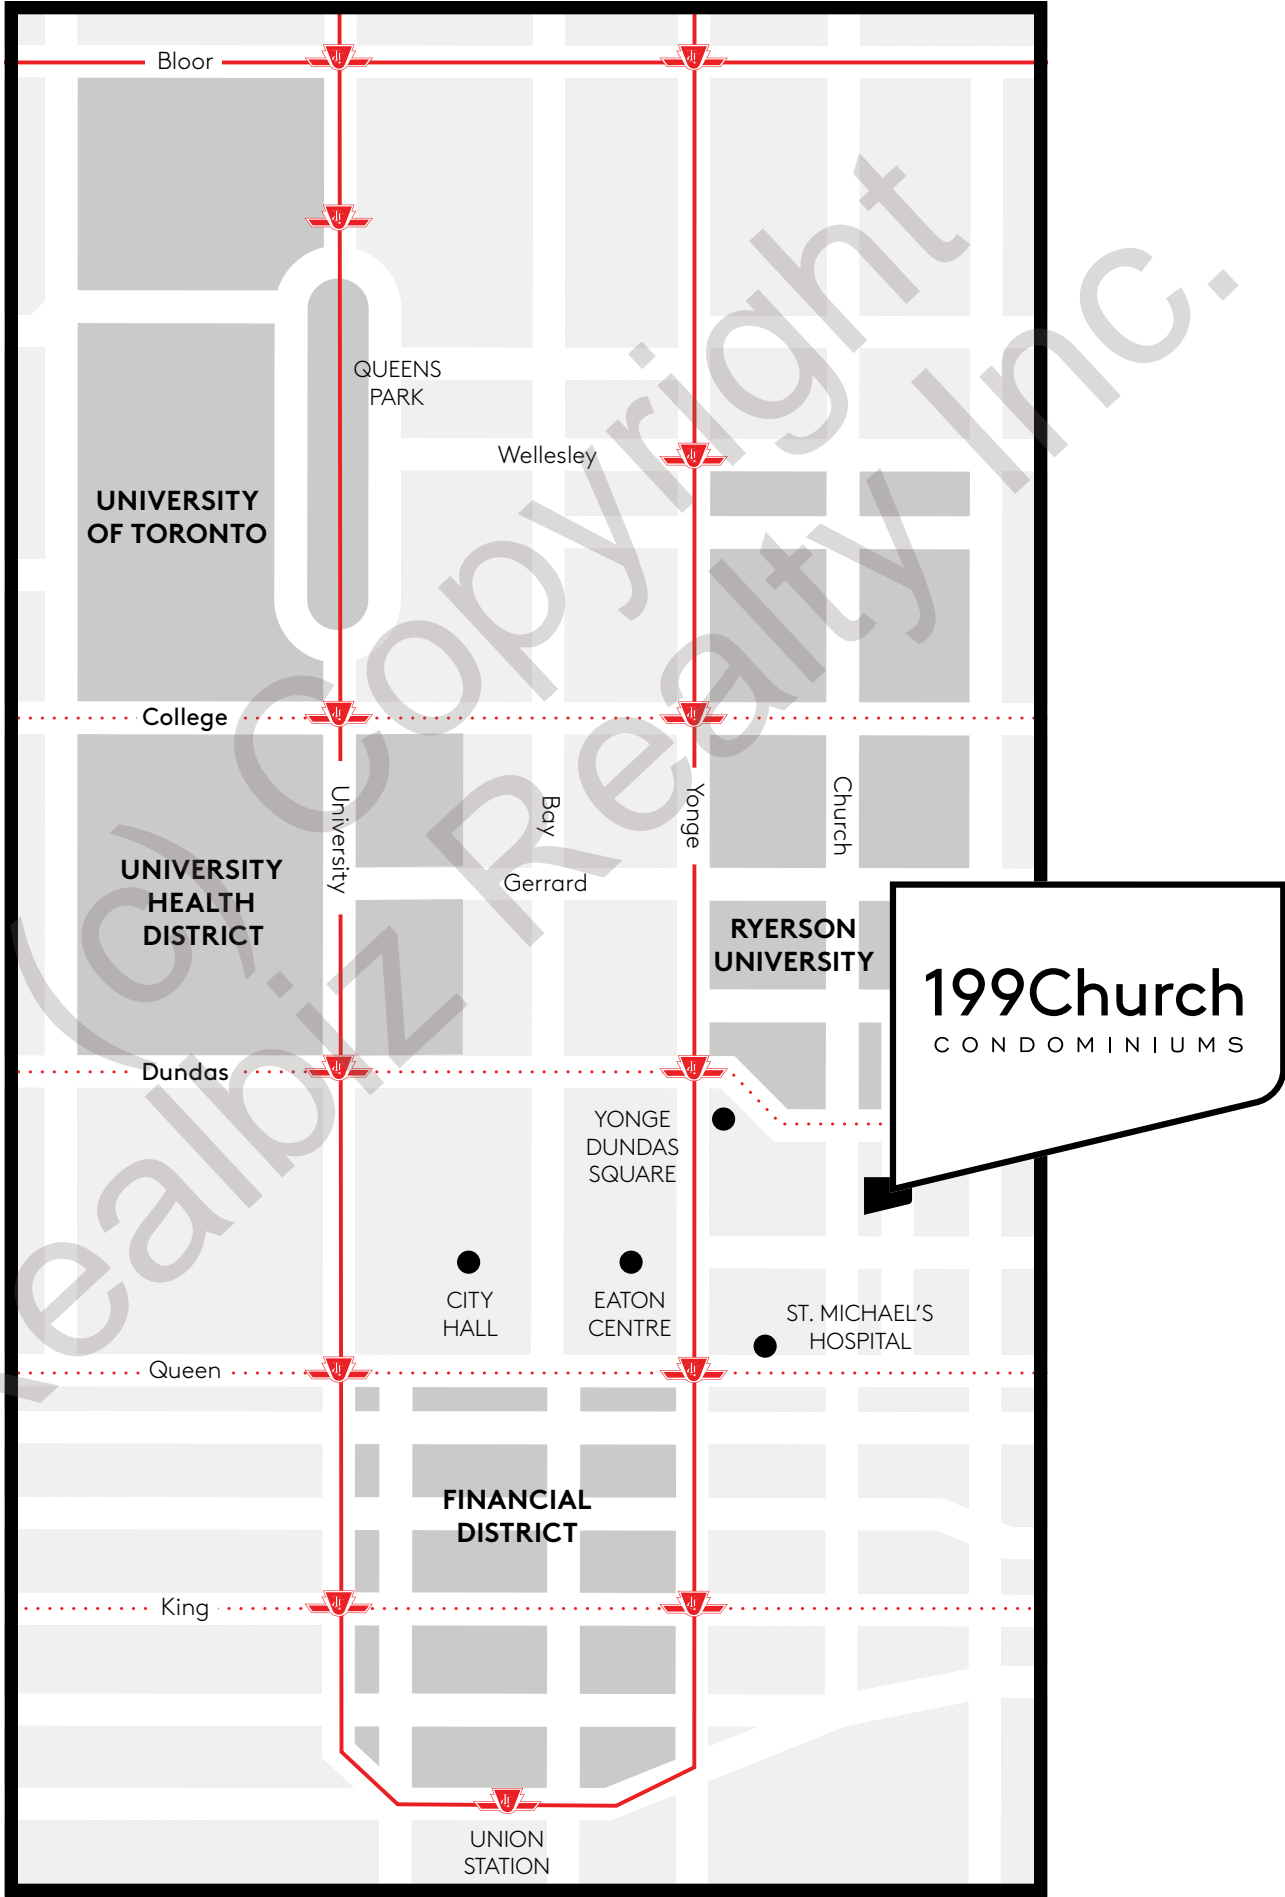 Bloor
QUEENS
PARK
Wellesley
UNIVERSITY
OF TORONTO
College
University
Bay
Yonge
Church
UNIVERSITY
HEALTH
DISTRICT
Gerrard
RYERSON
UNIVERSITY
199Church
CONDOMINIUMS
Dundas
YONGE
DUNDAS
SQUARE
CITY
HALL
EATON
CENTRE
ST. MICHAEL'S
HOSPITAL
Queen
FINANCIAL
DISTRICT
King
UNION
STATION
(c) Copyright
Realbiz Realty Inc.